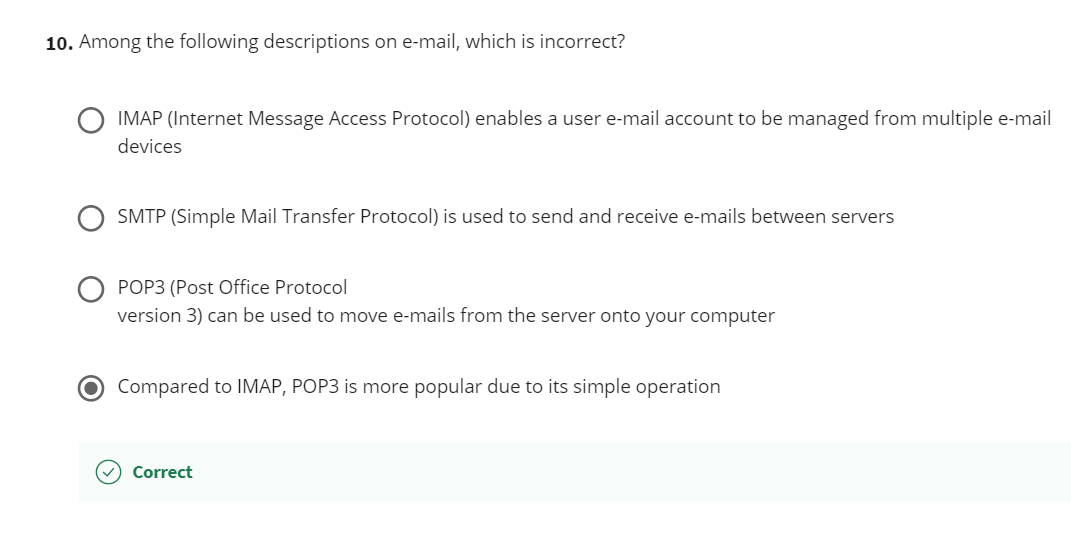 10. Among the following descriptions on e-mail, which is incorrect?
IMAP (Internet Message Access Protocol) enables a user e-mail account to be managed from multiple e-mail
devices
SMTP (Simple Mail Transfer Protocol) is used to send and receive e-mails between servers
POP3 (Post Office Protocol
version 3) can be used to move e-mails from the server onto your computer
Compared to IMAP, POP3 is more popular due to its simple operation
Correct